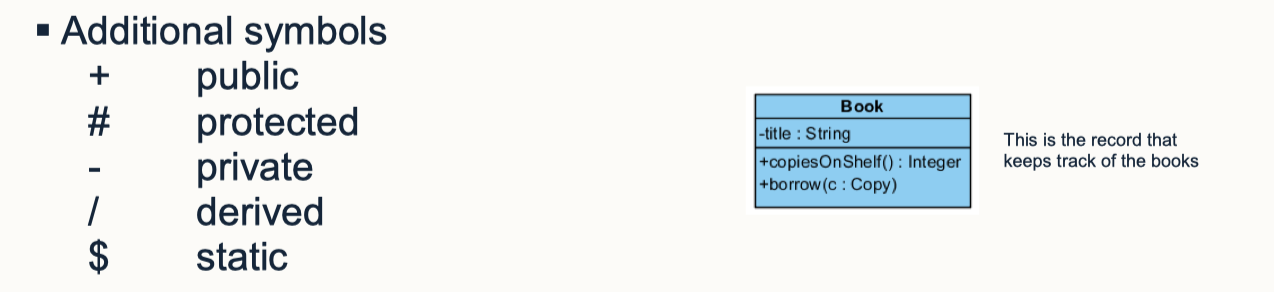 ▪ Additional symbols
+ public
# protected
- private
/ derived
$ static
Book
-title : String
+copiesOnShelf() : Integer
+borrow(c : Copy)
This is the record that
keeps track of the books